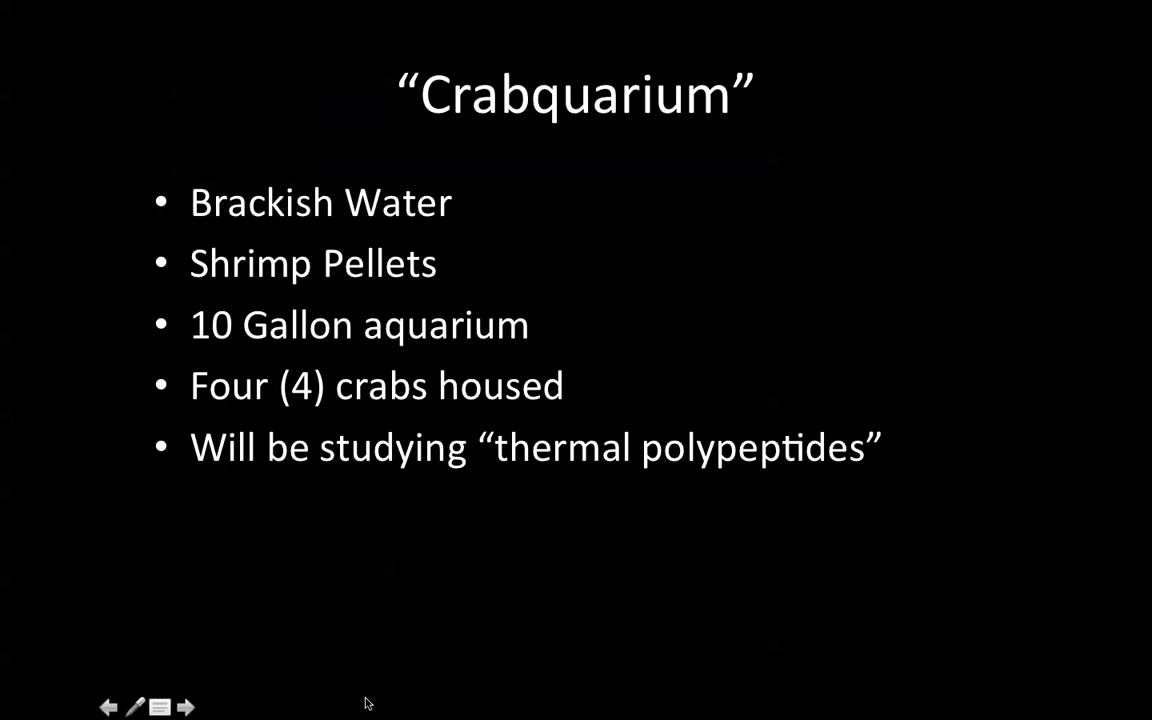 “Crabquarium”
• Brackish Water
• Shrimp Pellets
• 10 Gallon aquarium
• Four (4) crabs housed
• Will be studying “thermal polypeptides”